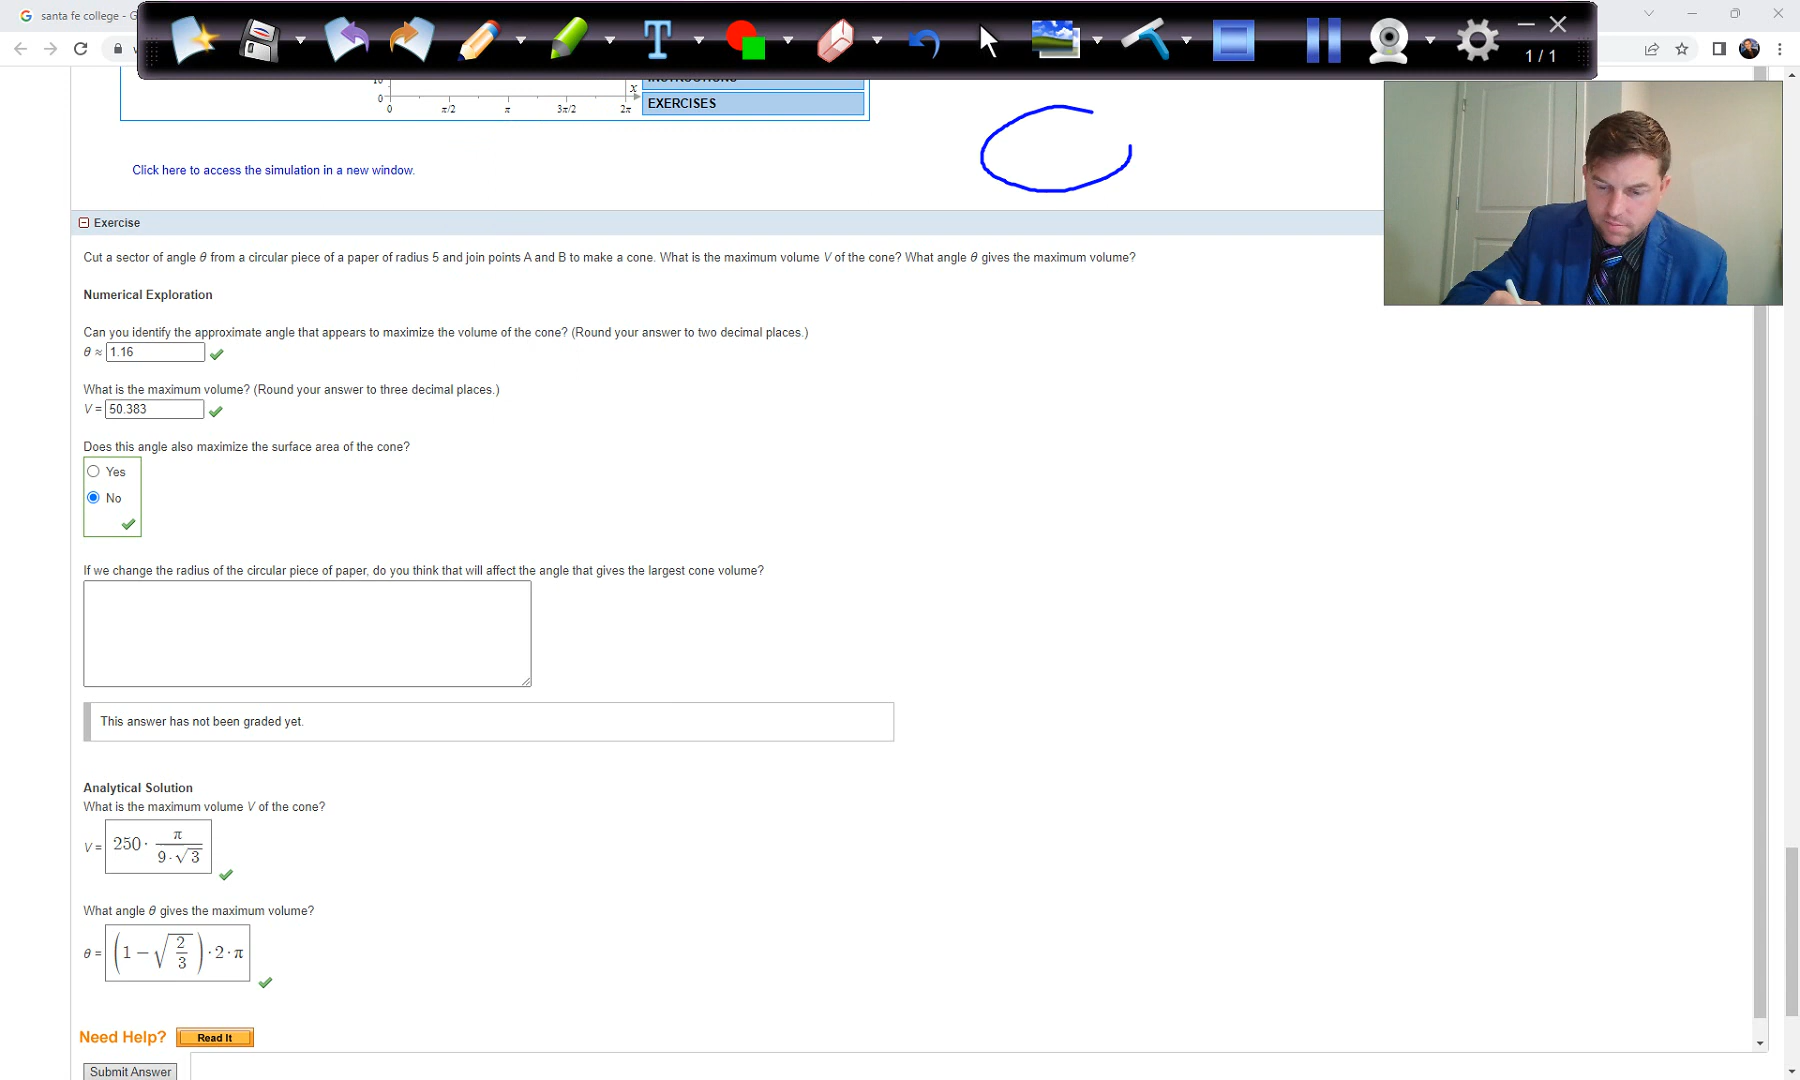 santa fe college - G
1 / 1
10
0
x
0 π/2 π 3π/2 2π
EXERCISES
Click here to access the simulation in a new window.
Exercise
Cut a sector of angle θ from a circular piece of a paper of radius 5 and join points A and B to make a cone. What is the maximum volume V of the cone? What angle θ gives the maximum volume?
Numerical Exploration
Can you identify the approximate angle that appears to maximize the volume of the cone? (Round your answer to two decimal places.)
θ ≈ 1.16
What is the maximum volume? (Round your answer to three decimal places.)
V = 50.383
Does this angle also maximize the surface area of the cone?
Yes
No
If we change the radius of the circular piece of paper, do you think that will affect the angle that gives the largest cone volume?
This answer has not been graded yet.
Analytical Solution
What is the maximum volume V of the cone?
V = 250 · π / (9 · √3)
What angle θ gives the maximum volume?
θ = (1 − √(2/3)) · 2 · π
Need Help? Read It
Submit Answer